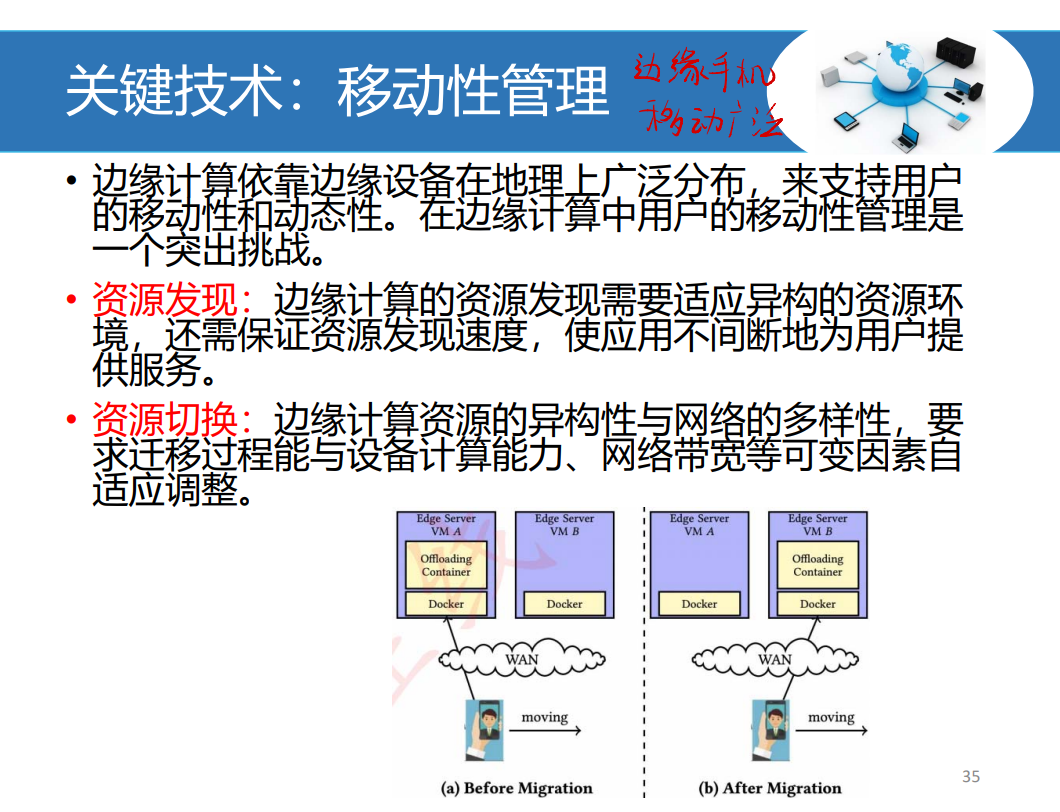 关键技术：移动性管理
边缘手机
移动广泛
• 边缘计算依靠边缘设备在地理上广泛分布，来支持用户
的移动性和动态性。在边缘计算中用户的移动性管理是
一个突出挑战。
• 资源发现：边缘计算的资源发现需要适应异构的资源环
境，还需保证资源发现速度，使应用不间断地为用户提
供服务。
• 资源切换：边缘计算资源的异构性与网络的多样性，要
求迁移过程能与设备计算能力、网络带宽等可变因素自
适应调整。
Edge Server
VM A
Offloading
Container
Docker
Edge Server
VM B
Docker
WAN
moving
(a) Before Migration
Edge Server
VM A
Docker
Edge Server
VM B
Offloading
Container
Docker
WAN
moving
(b) After Migration
35